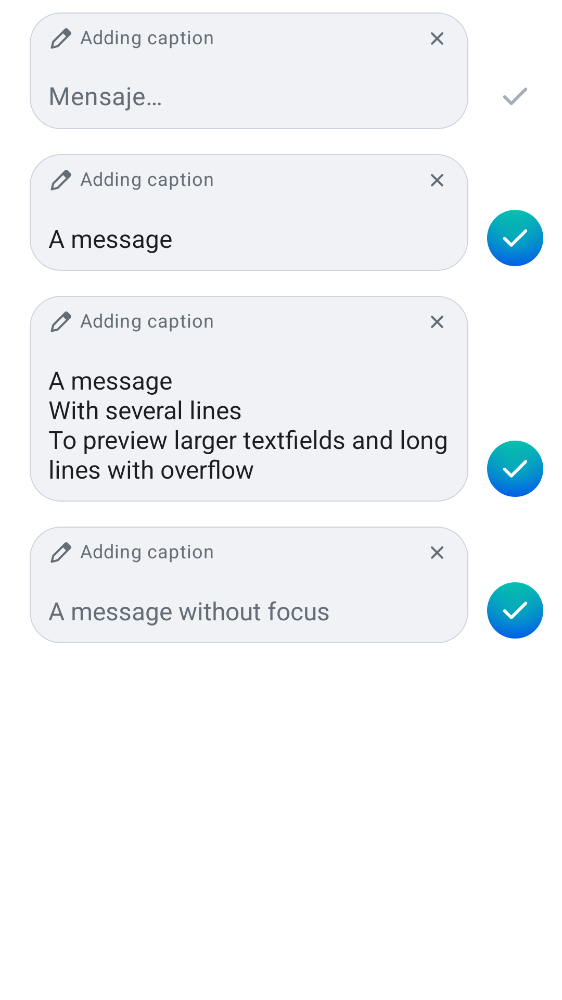 Adding caption
Mensaje…
Adding caption
A message
Adding caption
A message
With several lines
To preview larger textfields and long
lines with overflow
Adding caption
A message without focus